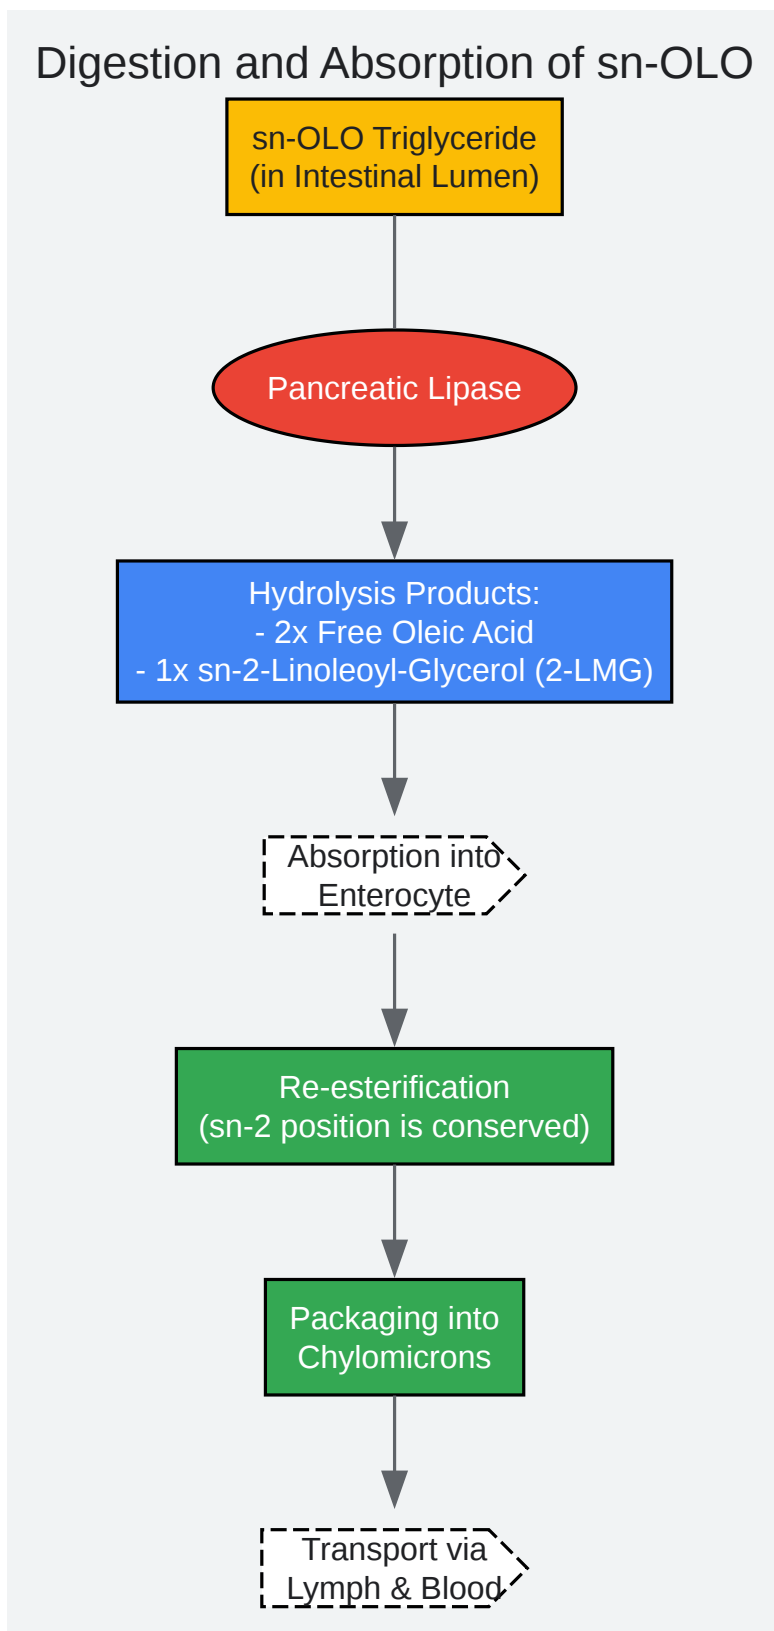 Digestion and Absorption of sn-OLO
sn-OLO Triglyceride
(in Intestinal Lumen)
Pancreatic Lipase
Hydrolysis Products:
- 2x Free Oleic Acid
- 1x sn-2-Linoleoyl-Glycerol (2-LMG)
Absorption into
Enterocyte
Re-esterification
(sn-2 position is conserved)
Packaging into
Chylomicrons
Transport via
Lymph & Blood